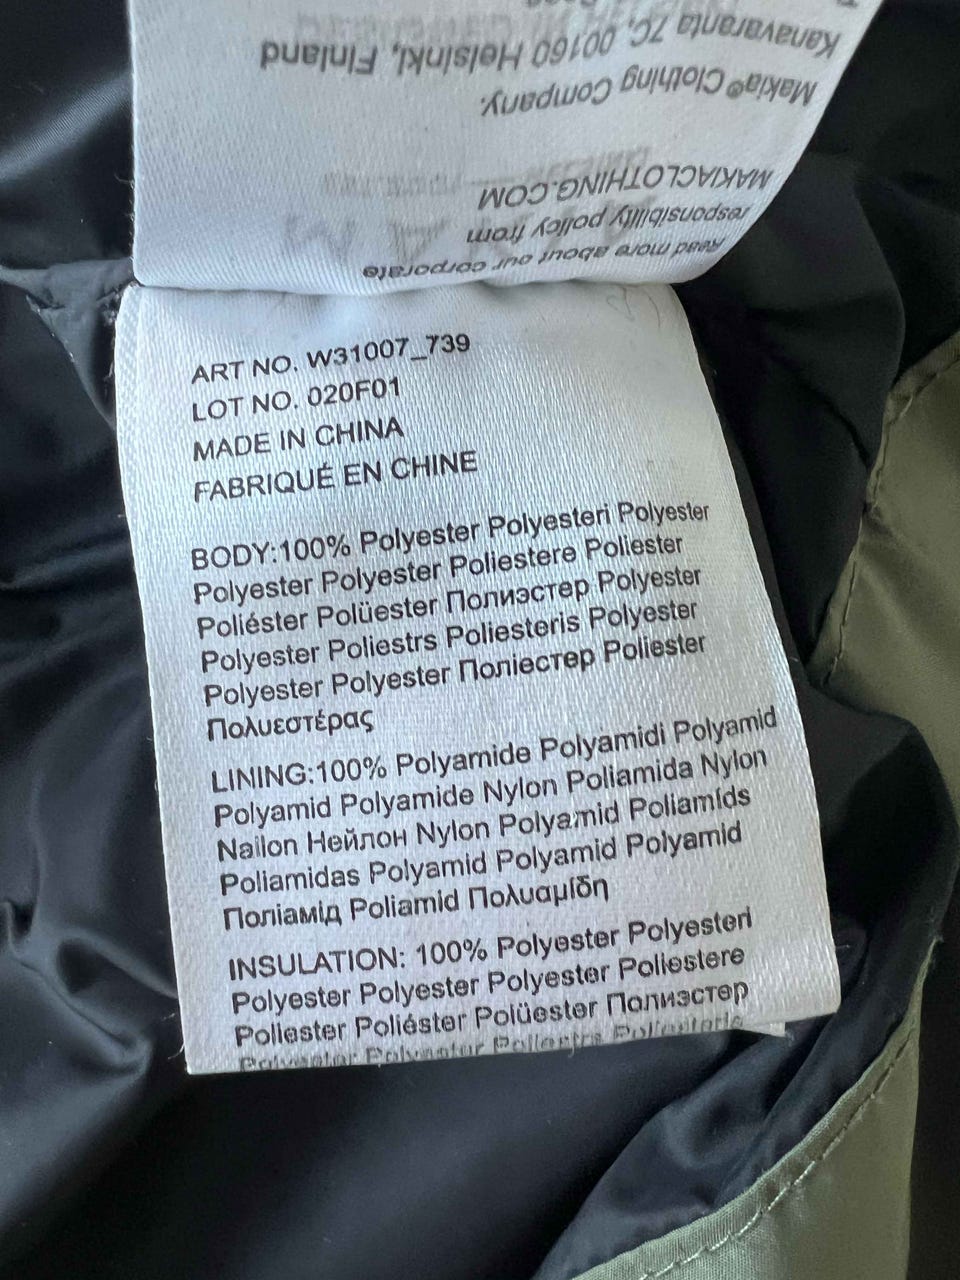 Kanavaranta 7C, 00160 Helsinki, Finland
Makia® Clothing Company.
MAKIACLOTHING.COM
responsibility policy from
Read more about our corporate
ART NO. W31007_739
LOT NO. 020F01
MADE IN CHINA
FABRIQUÉ EN CHINE
BODY:100% Polyester Polyesteri Polyester
Polyester Polyester Poliestere Poliester
Poliéster Polüester Полиэстер Polyester
Polyester Poliestrs Poliesteris Polyester
Polyester Polyester Поліестер Poliester
Πολυεστέρας
LINING:100% Polyamide Polyamidi Polyamid
Polyamid Polyamide Nylon Poliamida Nylon
Nailon Нейлон Nylon Polyamid Poliamīds
Poliamidas Polyamid Polyamid Polyamid
Поліамід Poliamid Πολυαμίδη
INSULATION: 100% Polyester Polyesteri
Polyester Polyester Polyester Poliestere
Poliester Poliéster Polüester Полиэстер
Polyester Polyester Poliestrs Poliesteris